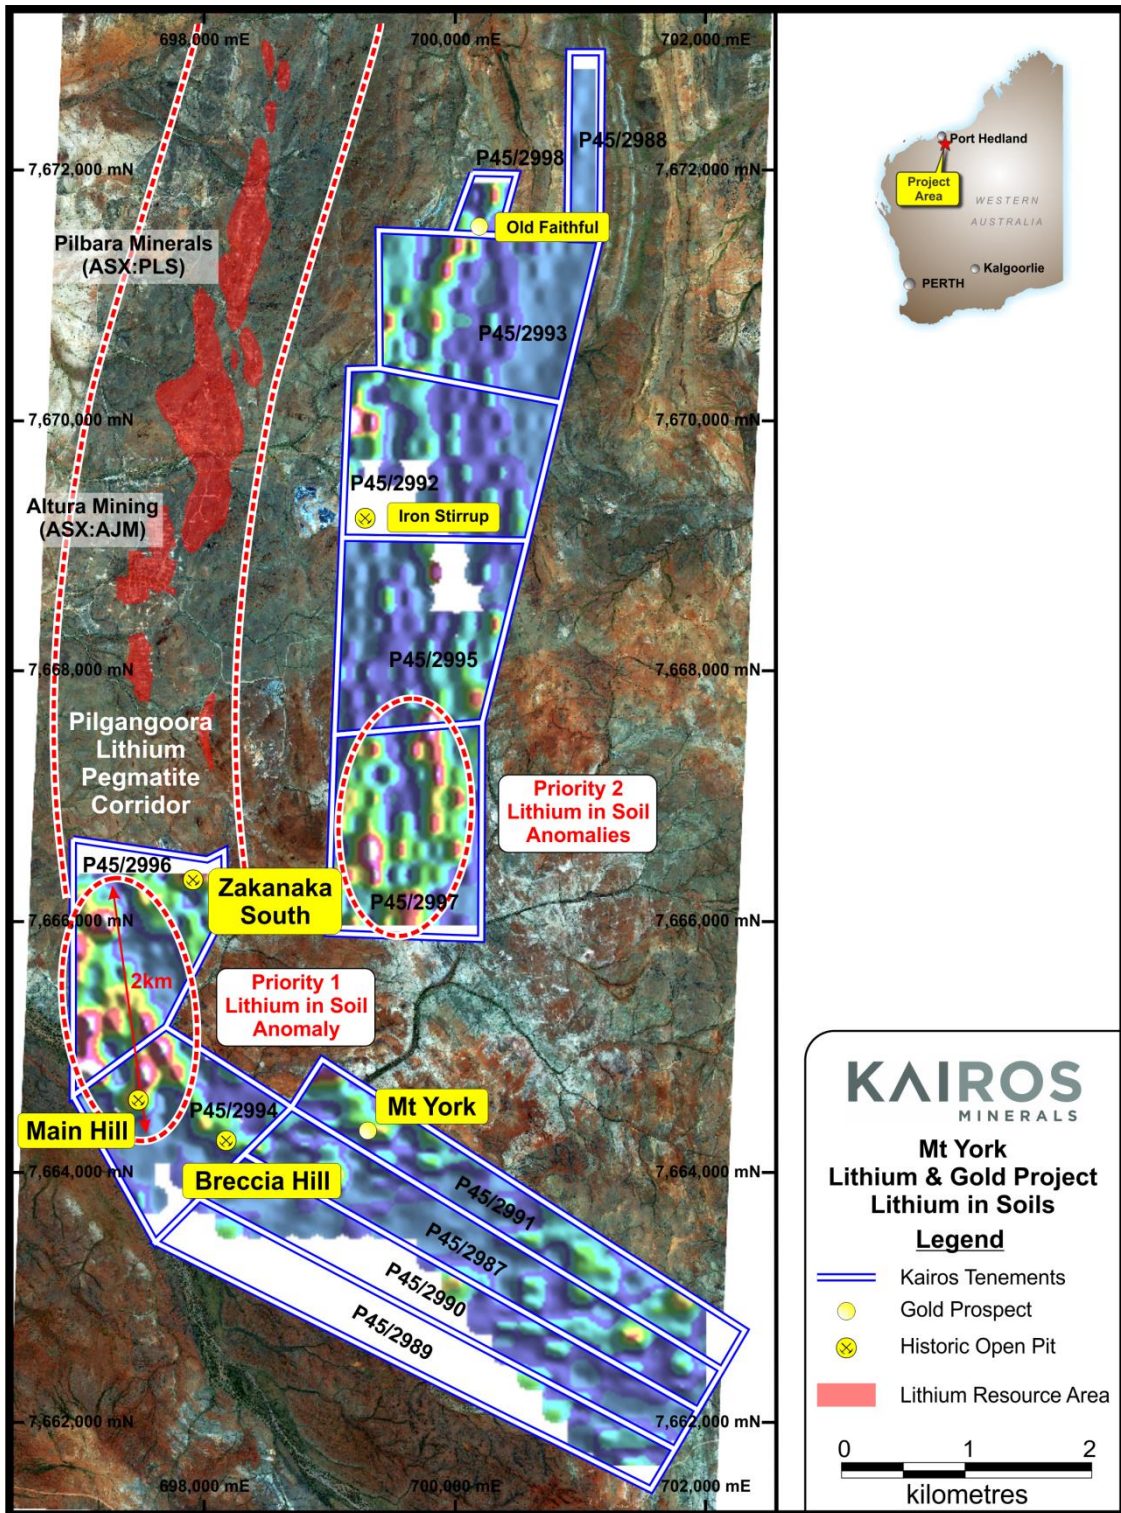 698,000 mE
700,000 mE
702,000 mE
P45/2988
P45/2998
7,672,000 mN
Old Faithful
Pilbara Minerals
(ASX:PLS)
P45/2993
7,670,000 mN
P45/2992
Iron Stirrup
Altura Mining
(ASX:AJM)
P45/2995
7,668,000 mN
Pilgangoora
Lithium
Pegmatite
Corridor
Priority 2
Lithium in Soil
Anomalies
P45/2996
Zakanaka
South
P45/2997
7,666,000 mN
7,666,000 mN
2km
Priority 1
Lithium in Soil
Anomaly
Main Hill
P45/2994
Mt York
Breccia Hill
7,664,000 mN
7,664,000 mN
P45/2991
P45/2987
P45/2990
P45/2989
7,662,000 mN
7,662,000 mN
698,000 mE
700,000 mE
702,000 mE
7,672,000 mN
7,670,000 mN
7,668,000 mN
Port Hedland
Project
Area
WESTERN
AUSTRALIA
Kalgoorlie
PERTH
KAIROS
MINERALS
Mt York
Lithium & Gold Project
Lithium in Soils
Legend
Kairos Tenements
Gold Prospect
Historic Open Pit
Lithium Resource Area
0 1 2
kilometres